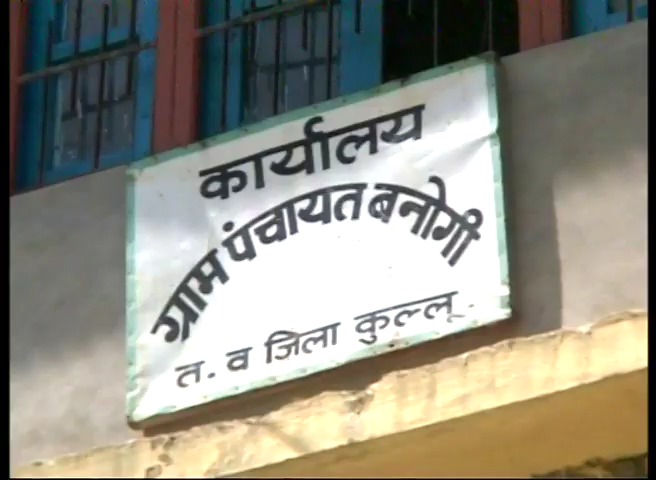 कार्यालय
ग्राम पंचायत बनोगी
त. व जिला कुल्लू.